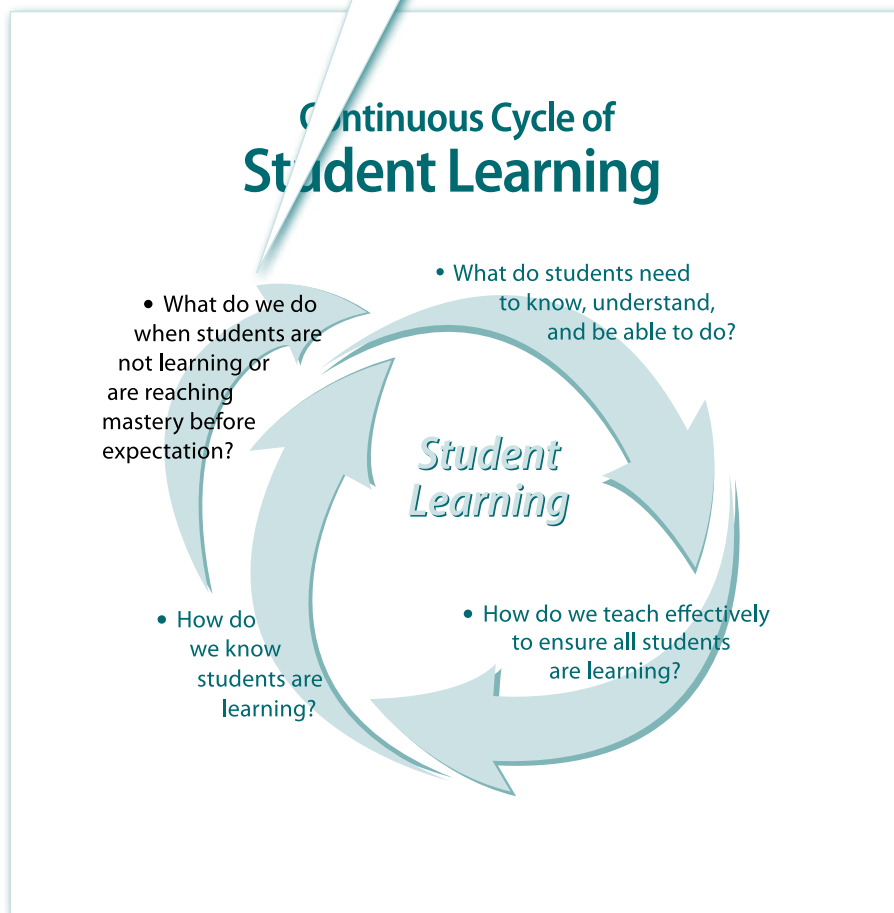 Continuous Cycle of
Student Learning
• What do students need
to know, understand,
and be able to do?
• How do we teach effectively
to ensure all students
are learning?
• How do
we know
students are
learning?
• What do we do
when students are
not learning or
are reaching
mastery before
expectation?
Student
Learning